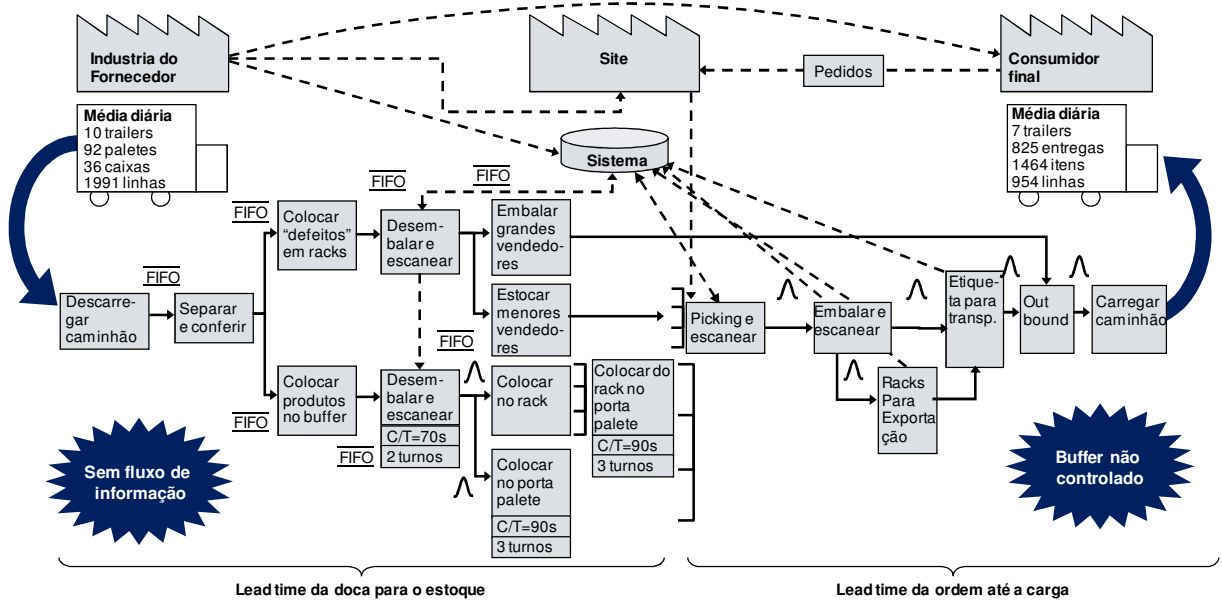 Industria do
Fornecedor
Site
Consumidor
final
Pedidos
Média diária
10 trailers
92 paletes
36 caixas
1991 linhas
Média diária
7 trailers
825 entregas
1464 itens
954 linhas
Sistema
FIFO
FIFO
FIFO
Colocar
“defeitos”
em racks
Desem-
balar e
escanear
Embalar
grandes
vendedo-
res
FIFO
Descarre-
gar
caminhão
Separar
e conferir
Estocar
menores
vendedo-
res
Picking e
escanear
Embalar e
escanear
Etique-
ta para
transp.
Out
bound
Carregar
caminhão
FIFO
Colocar
produtos
no buffer
Desem-
balar e
escanear
C/T=70s
2 turnos
Colocar
no rack
Colocar do
rack no
porta
palete
C/T=90s
3 turnos
Racks
Para
Exporta
ção
FIFO
FIFO
Colocar
no porta
palete
C/T=90s
3 turnos
Sem fluxo de
informação
Buffer não
controlado
Lead time da doca para o estoque
Lead time da ordem até a carga